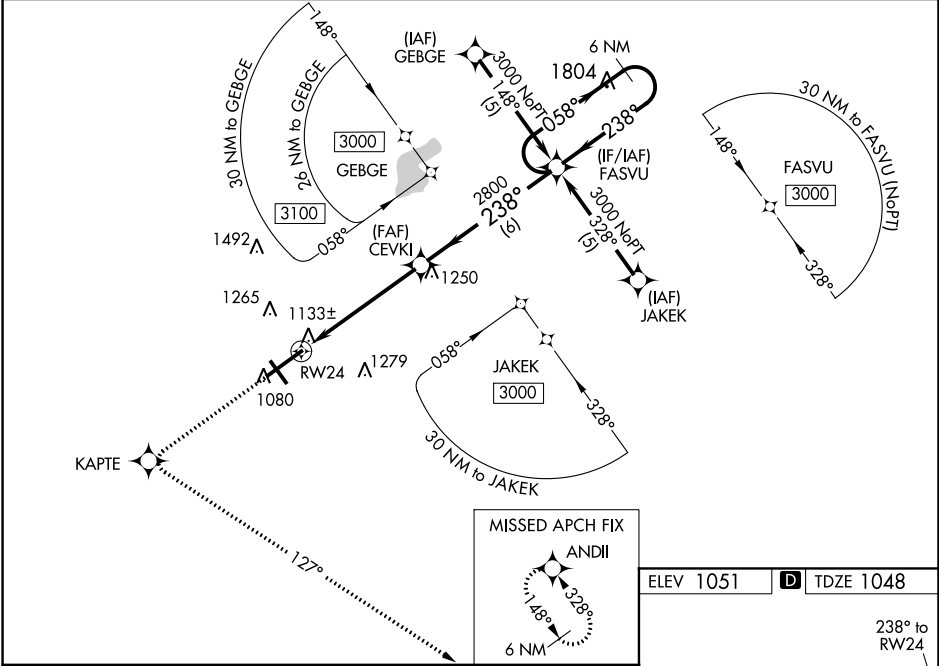 148°
30 NM to GEBGE
26 NM to GEBGE
3000
GEBGE
3100
058°
(IAF)
GEBGE
3000 NoPT
148°
(5)
6 NM
1804
058°
238°
(IF/IAF)
FASVU
30 NM to FASVU (NoPT)
148°
FASVU
3000
328°
2800
238°
(6)
3000 NoPT
328°
(5)
(IAF)
JAKEK
1492
(FAF)
CEVKI
1250
1265
1133±
RW24
1279
1080
058°
JAKEK
3000
328°
30 NM to JAKEK
KAPTE
127°
MISSED APCH FIX
ANDII
148°
328°
6 NM
ELEV 1051
D
TDZE 1048
238° to
RW24